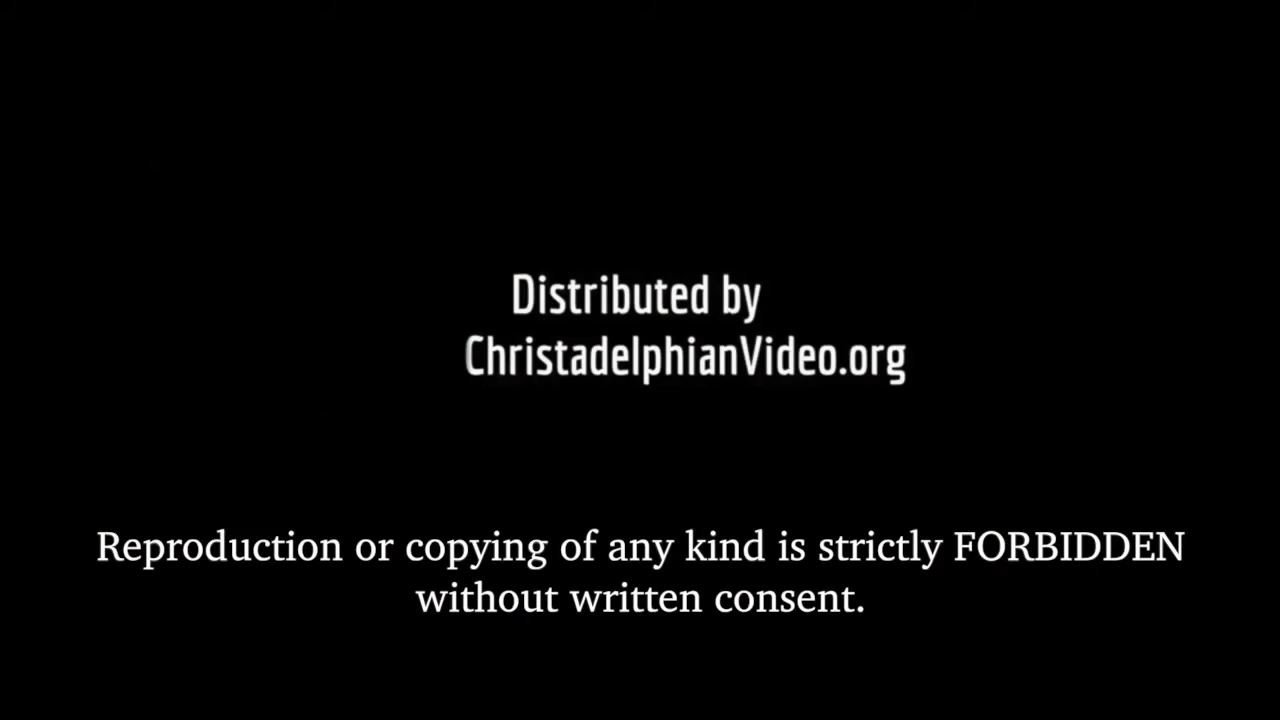 Distributed by
ChristadelphianVideo.org
Reproduction or copying of any kind is strictly FORBIDDEN
without written consent.